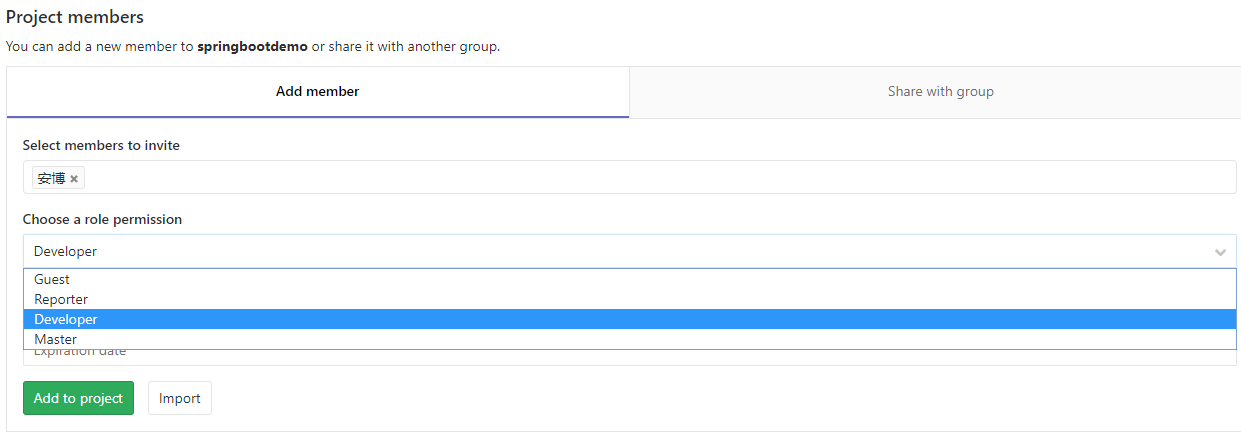 Project members
You can add a new member to springbootdemo or share it with another group.
Add member
Share with group
Select members to invite
安博 ×
Choose a role permission
Developer
Guest
Reporter
Developer
Master
Expiration date
Add to project
Import